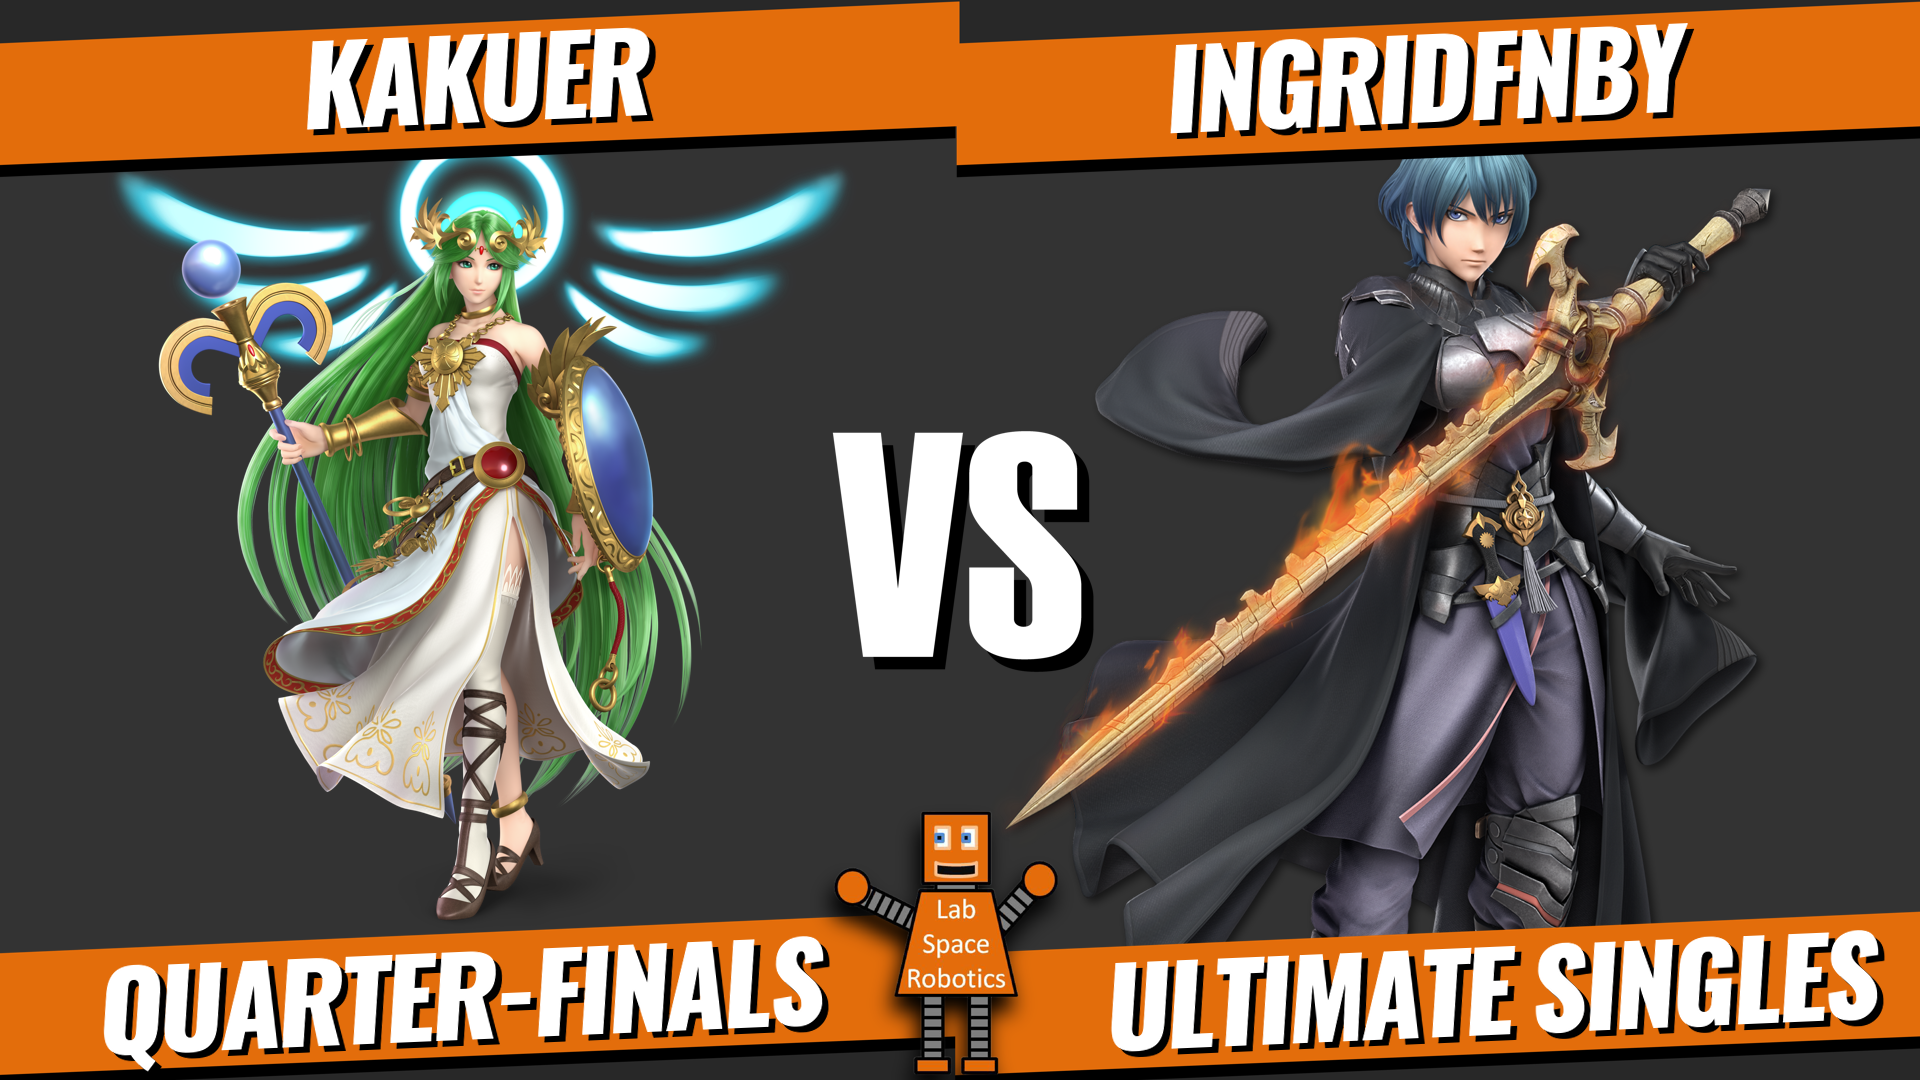 KAKUER
INGRIDFNBY
VS
Lab
Space
Robotics
QUARTER-FINALS
ULTIMATE SINGLES